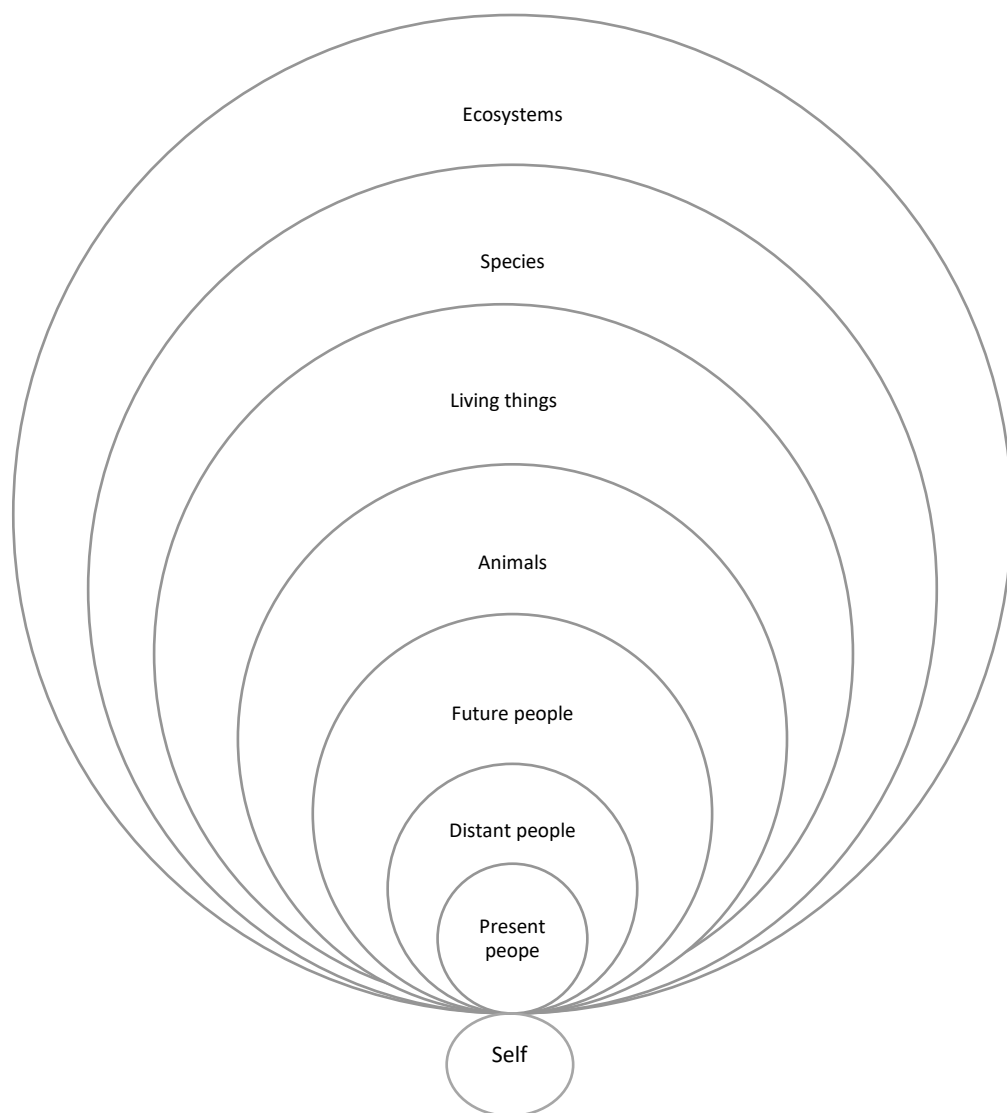 Ecosystems
Species
Living things
Animals
Future people
Distant people
Present
peope
Self